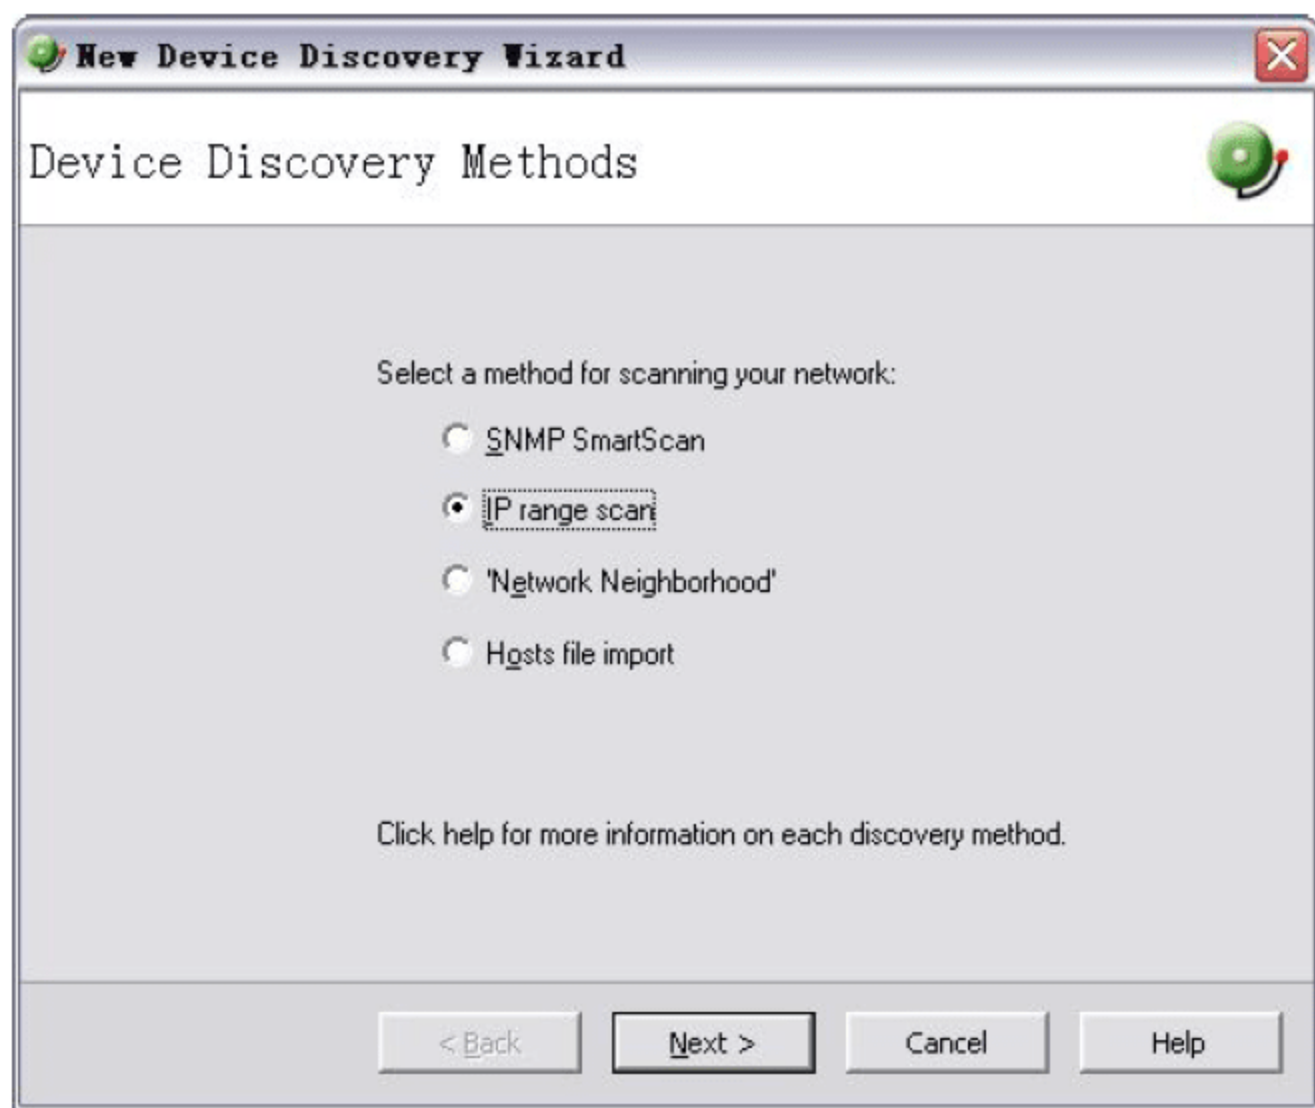 New Device Discovery Wizard
Device Discovery Methods
Select a method for scanning your network:
SNMP SmartScan
IP range scan
'Network Neighborhood'
Hosts file import
Click help for more information on each discovery method.
< Back
Next >
Cancel
Help